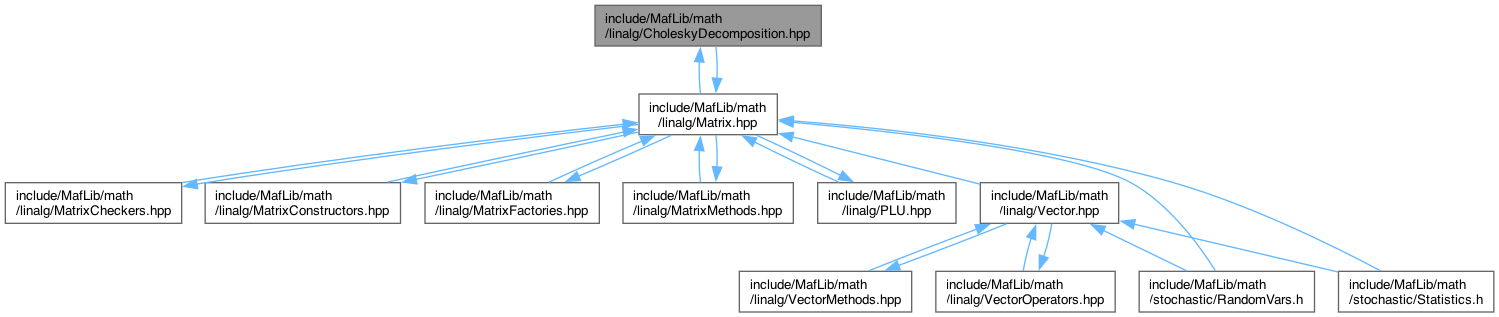 include/MafLib/math
/linalg/CholeskyDecomposition.hpp
include/MafLib/math
/linalg/Matrix.hpp
include/MafLib/math
/linalg/MatrixCheckers.hpp
include/MafLib/math
/linalg/MatrixConstructors.hpp
include/MafLib/math
/linalg/MatrixFactories.hpp
include/MafLib/math
/linalg/MatrixMethods.hpp
include/MafLib/math
/linalg/PLU.hpp
include/MafLib/math
/linalg/Vector.hpp
include/MafLib/math
/linalg/VectorMethods.hpp
include/MafLib/math
/linalg/VectorOperators.hpp
include/MafLib/math
/stochastic/RandomVars.h
include/MafLib/math
/stochastic/Statistics.h